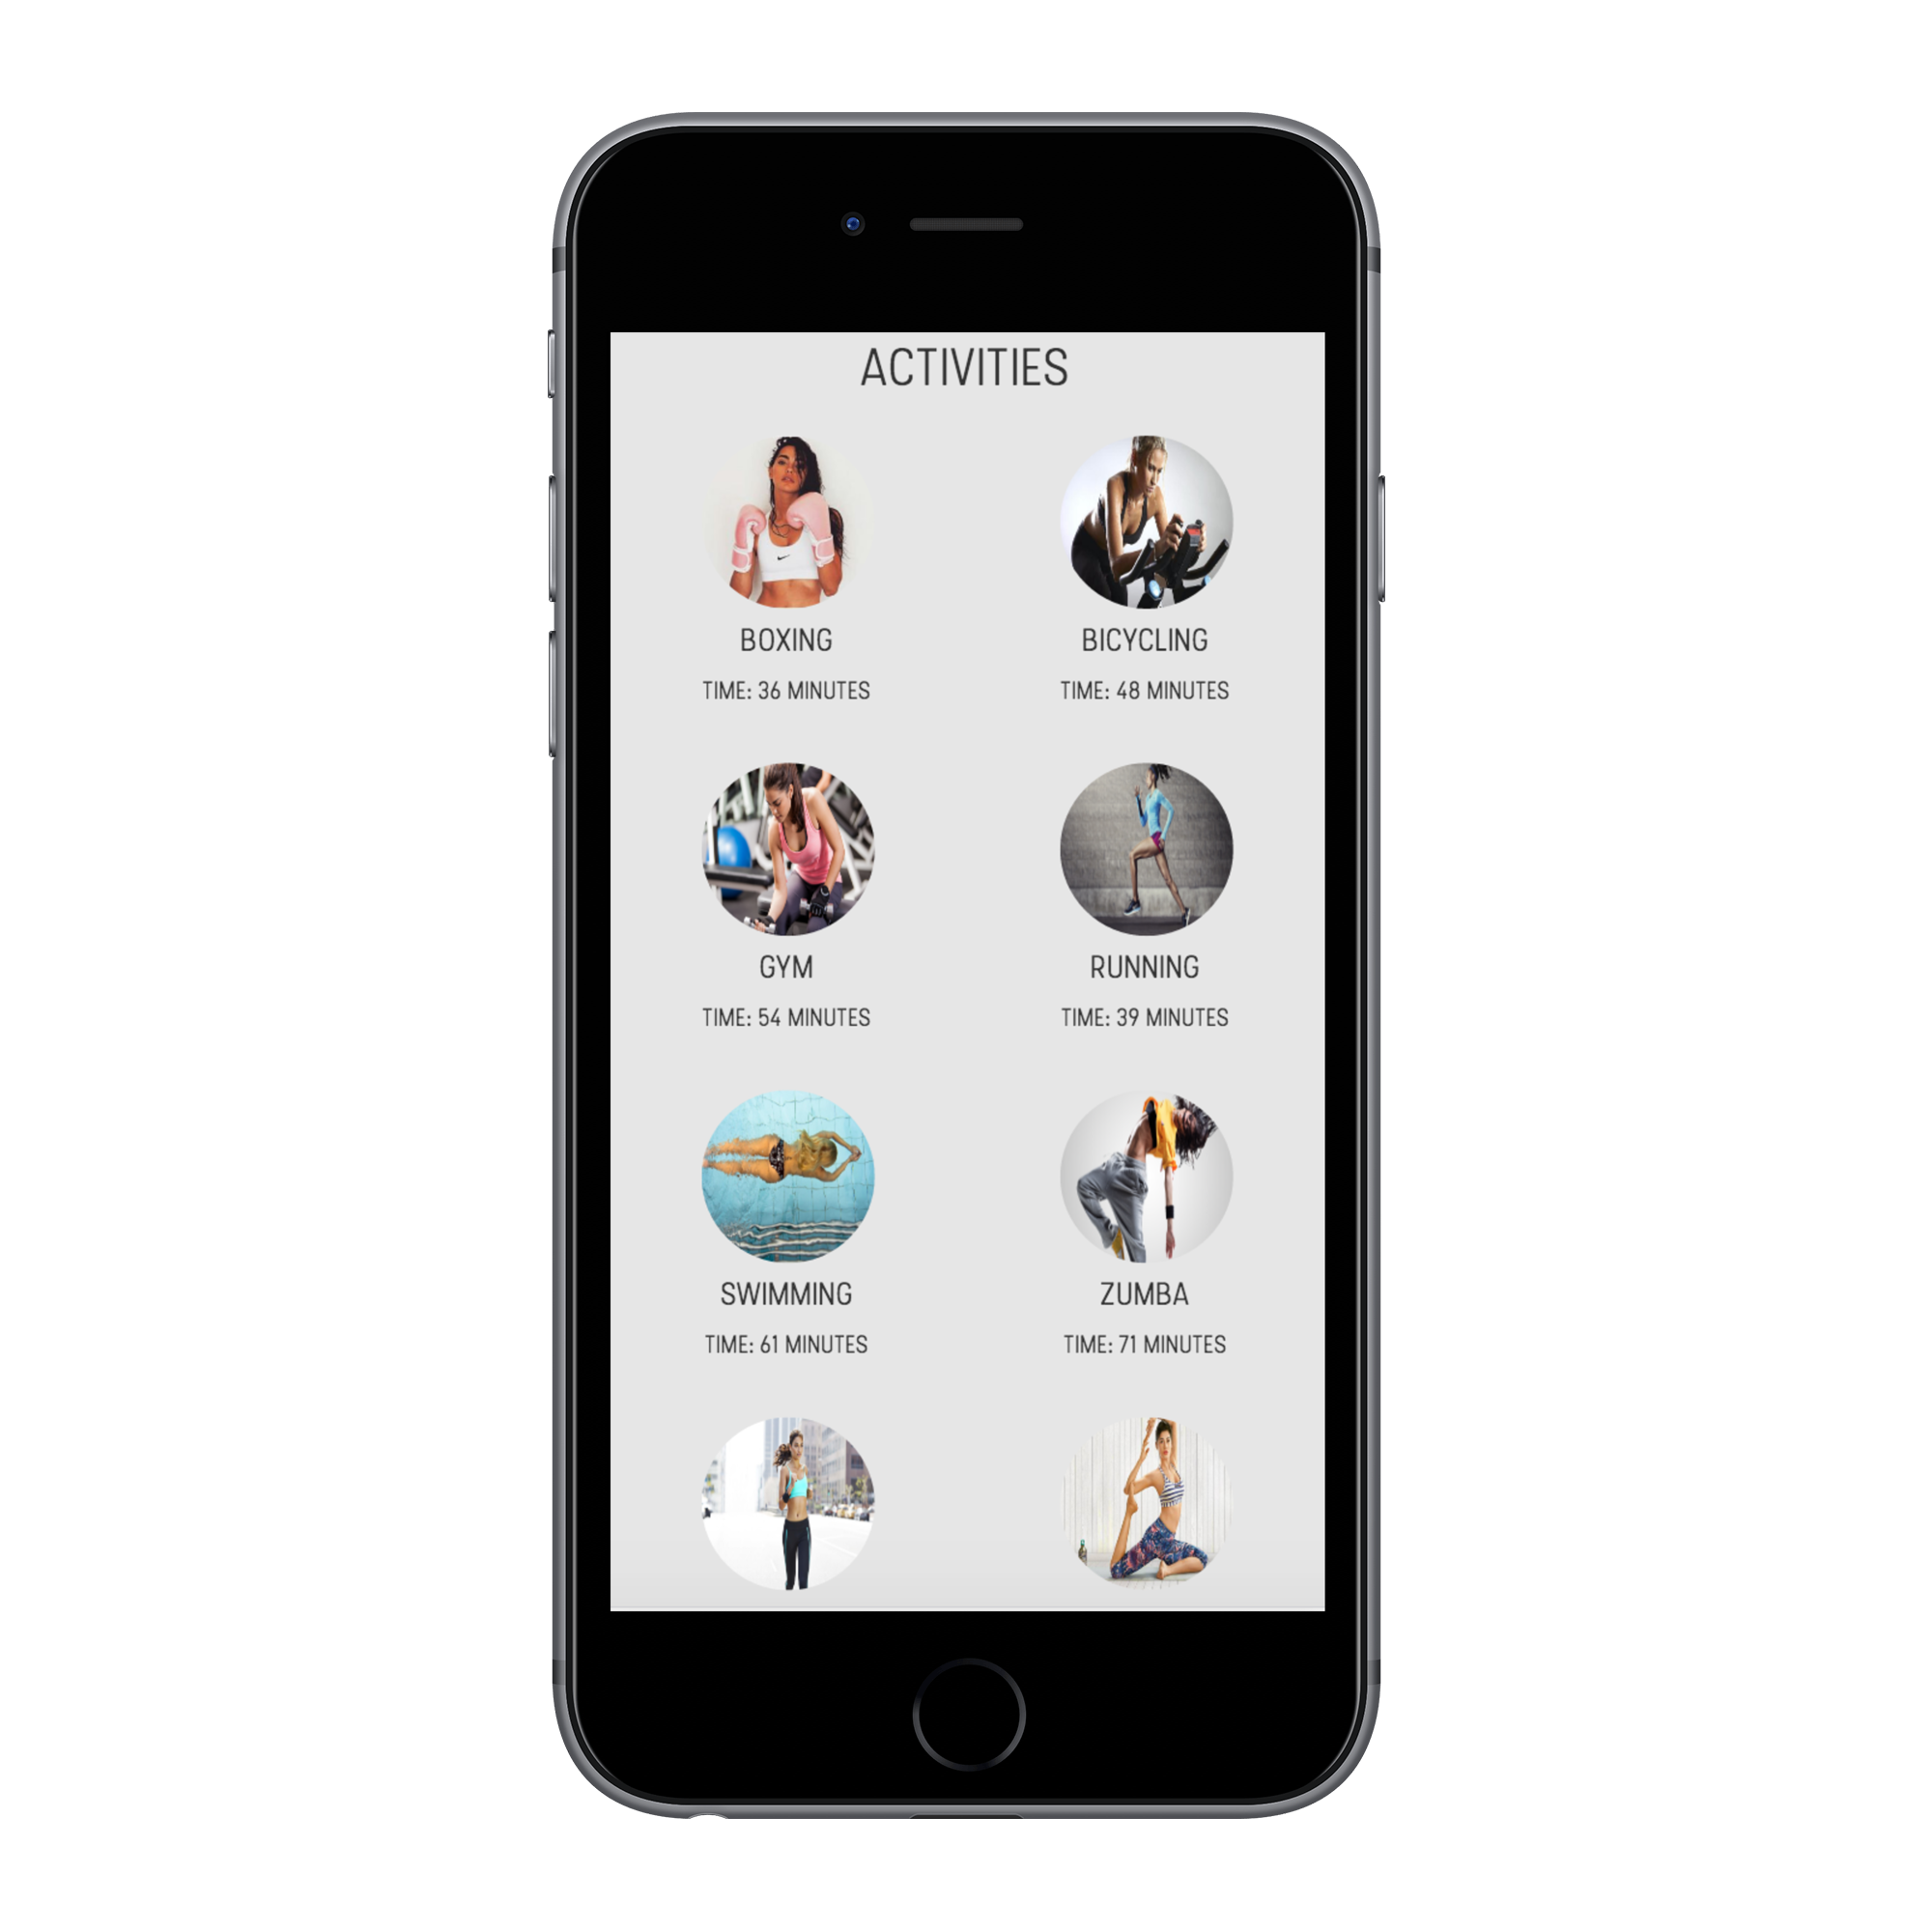 ACTIVITIES
BOXING
BICYCLING
TIME: 36 MINUTES
TIME: 48 MINUTES
GYM
RUNNING
TIME: 54 MINUTES
TIME: 39 MINUTES
SWIMMING
ZUMBA
TIME: 61 MINUTES
TIME: 71 MINUTES